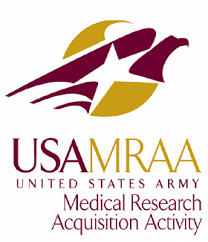 USAMRAA
UNITED STATES ARMY
Medical Research
Acquisition Activity